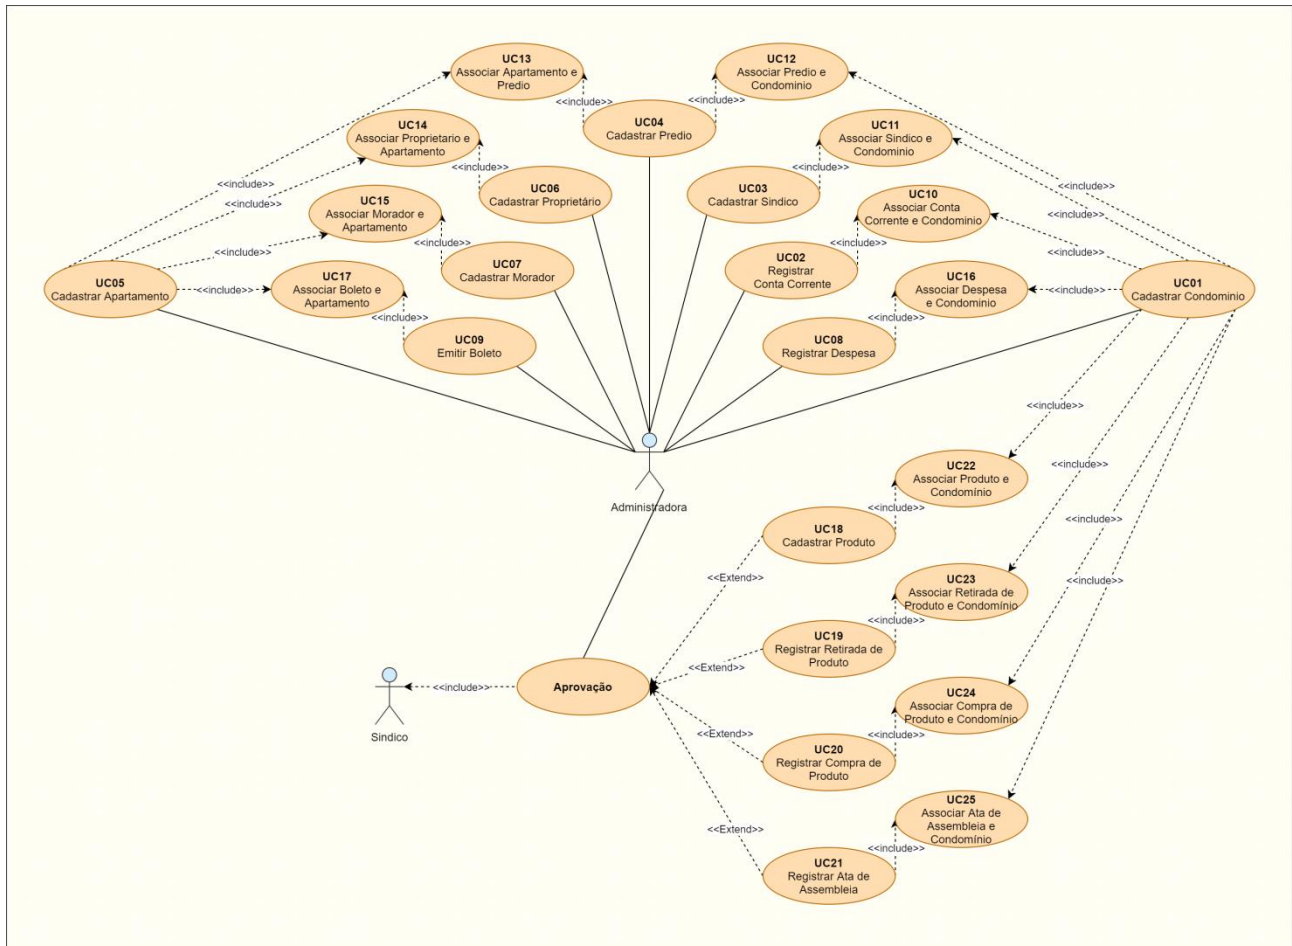 UC13
Associar Apartamento e
Predio
UC12
Associar Predio e
Condominio
<<include>>
<<include>>
UC04
Cadastrar Predio
UC14
Associar Proprietario e
Apartamento
UC11
Associar Sindico e
Condominio
<<include>>
<<include>>
<<include>>
<<include>>
UC06
Cadastrar Proprietário
UC03
Cadastrar Sindico
<<include>>
<<include>>
UC15
Associar Morador e
Apartamento
UC10
Associar Conta
Corrente e Condominio
<<include>>
<<include>>
<<include>>
<<include>>
UC07
Cadastrar Morador
UC02
Registrar
Conta Corrente
UC05
Cadastrar Apartamento
<<include>>
UC17
Associar Boleto e
Apartamento
UC16
Associar Despesa
e Condominio
<<include>>
UC01
Cadastrar Condominio
<<include>>
<<include>>
UC09
Emitir Boleto
UC08
Registrar Despesa
<<include>>
<<include>>
<<include>>
<<include>>
Administradora
UC22
Associar Produto e
Condomínio
<<include>>
UC18
Cadastrar Produto
<<Extend>>
UC23
Associar Retirada de
Produto e Condomínio
<<include>>
UC19
Registrar Retirada de
Produto
<<Extend>>
Sindico
<<include>>
Aprovação
UC24
Associar Compra de
Produto e Condomínio
<<Extend>>
<<include>>
UC20
Registrar Compra de
Produto
UC25
Associar Ata de
Assembleia e
Condomínio
<<Extend>>
<<include>>
UC21
Registrar Ata de
Assembleia